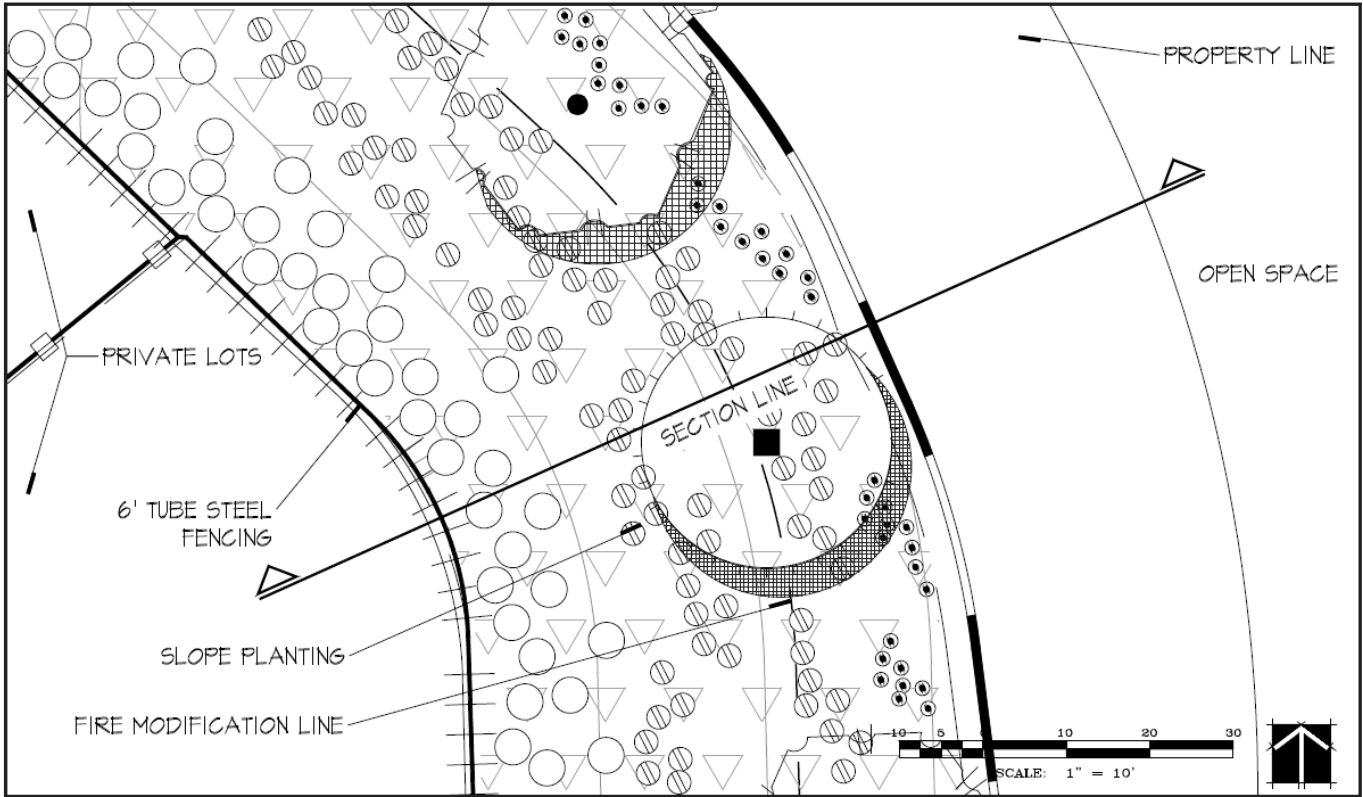 PROPERTY LINE
OPEN SPACE
PRIVATE LOTS
SECTION LINE
6' TUBE STEEL
FENCING
SLOPE PLANTING
FIRE MODIFICATION LINE
10 5 0 10 20 30
SCALE: 1" = 10'